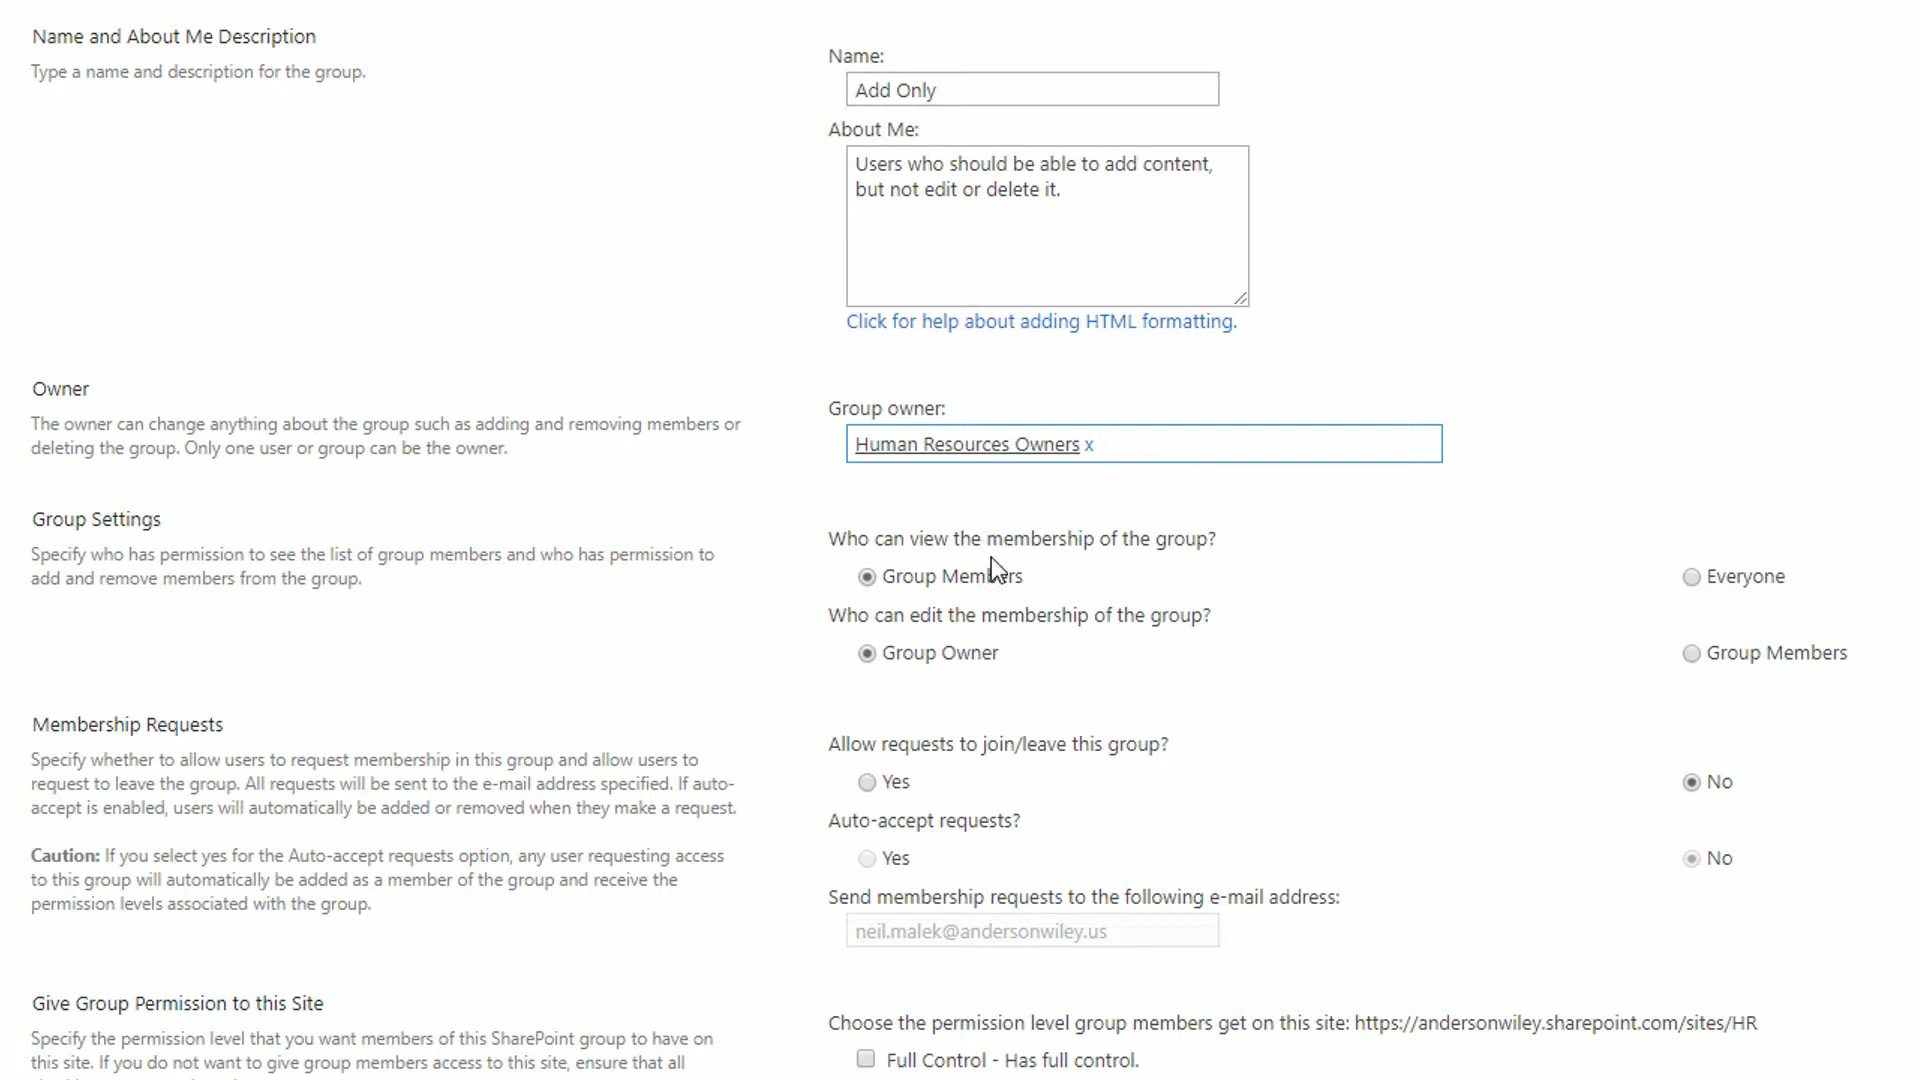 Name and About Me Description
Type a name and description for the group.
Name:
Add Only
About Me:
Users who should be able to add content,
but not edit or delete it.
Click for help about adding HTML formatting.
Owner
The owner can change anything about the group such as adding and removing members or
deleting the group. Only one user or group can be the owner.
Group owner:
Human Resources Owners x
Group Settings
Specify who has permission to see the list of group members and who has permission to
add and remove members from the group.
Who can view the membership of the group?
Group Members
Everyone
Who can edit the membership of the group?
Group Owner
Group Members
Membership Requests
Specify whether to allow users to request membership in this group and allow users to
request to leave the group. All requests will be sent to the e-mail address specified. If auto-
accept is enabled, users will automatically be added or removed when they make a request.
Caution: If you select yes for the Auto-accept requests option, any user requesting access
to this group will automatically be added as a member of the group and receive the
permission levels associated with the group.
Allow requests to join/leave this group?
Yes
No
Auto-accept requests?
Yes
No
Send membership requests to the following e-mail address:
neil.malek@andersonwiley.us
Give Group Permission to this Site
Specify the permission level that you want members of this SharePoint group to have on
this site. If you do not want to give group members access to this site, ensure that all
Choose the permission level group members get on this site: https://andersonwiley.sharepoint.com/sites/HR
Full Control - Has full control.